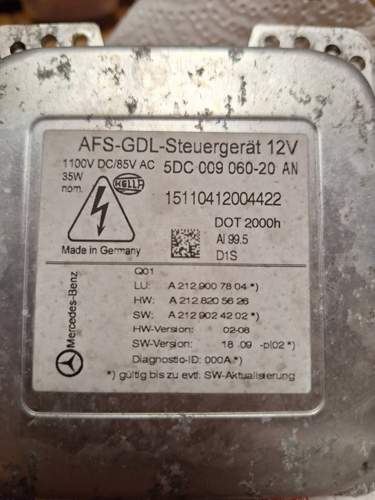 AFS-GDL-Steuergerät 12V
1100V DC/85V AC 5DC 009 060-20 AN
35W
nom.
HELLA
15110412004422
DOT 2000h
Al 99.5
D1S
Made in Germany
Q01
LU: A 212 900 78 04 *)
HW: A 212 820 56 26
SW: A 212 902 42 02 *)
HW-Version: 02-08
SW-Version: 18 .09 -p(02 *)
Diagnostic-ID: 000A *)
*) gültig bis zu evtl. SW-Aktualisierung
Mercedes-Benz